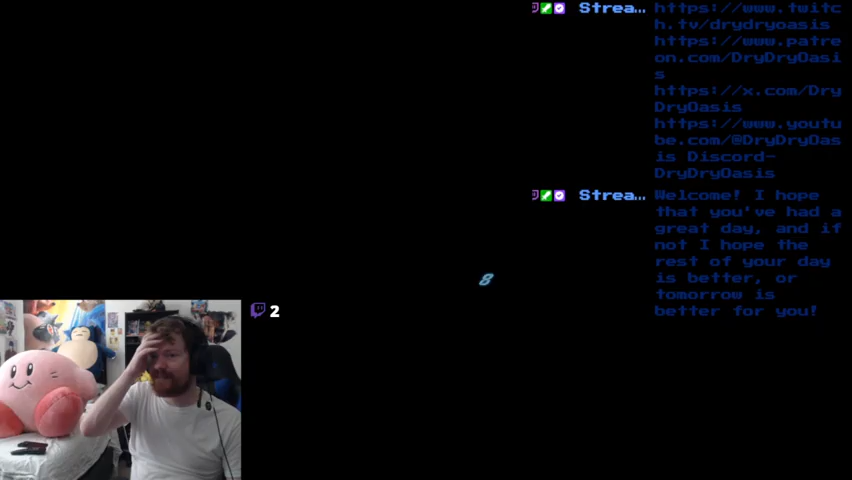 Strea...
https://www.twitc
h.tv/drydryoasis
https://www.patre
on.com/DryDryOasi
s
https://x.com/Dry
DryOasis
https://www.youtu
be.com/@DryDryOas
is Discord-
DryDryOasis
Strea...
Welcome! I hope
that you've had a
great day, and if
not I hope the
rest of your day
is better, or
tomorrow is
better for you!
8
2